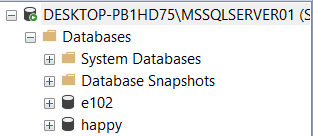 DESKTOP-PB1HD75\MSSQLSERVER01 (S
Databases
System Databases
Database Snapshots
e102
happy